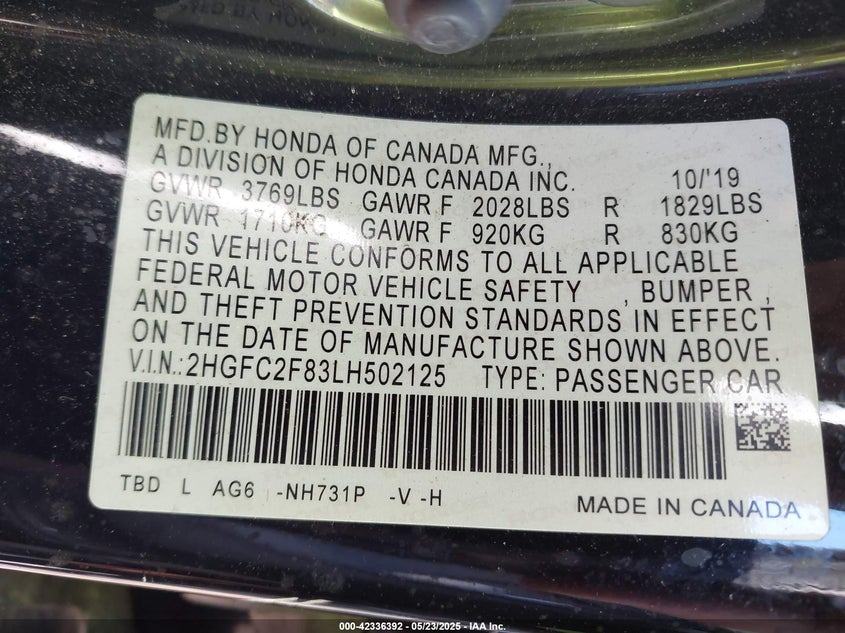 MFD.BY HONDA OF CANADA MFG.,
A DIVISION OF HONDA CANADA INC. 10/'19
GVWR 3769LBS GAWR F 2028LBS R 1829LBS
GVWR 1710KG GAWR F 920KG R 830KG
THIS VEHICLE CONFORMS TO ALL APPLICABLE
FEDERAL MOTOR VEHICLE SAFETY , BUMPER ,
AND THEFT PREVENTION STANDARDS IN EFFECT
ON THE DATE OF MANUFACTURE SHOWN ABOVE.
V.I.N.:2HGFC2F83LH502125 TYPE: PASSENGER CAR
TBD L AG6 -NH731P -V -H MADE IN CANADA
000-42336392 - 05/23/2025 - IAA Inc.